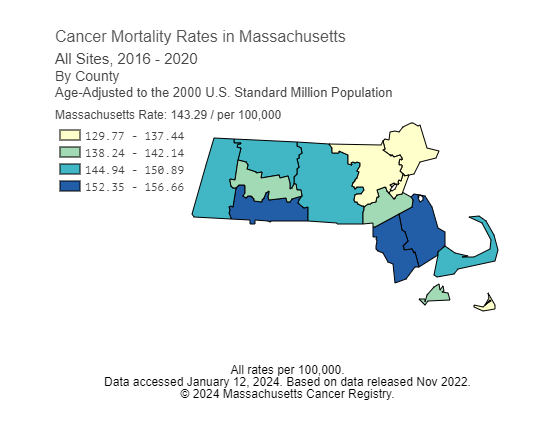 Cancer Mortality Rates in Massachusetts
All Sites, 2016 - 2020
By County
Age-Adjusted to the 2000 U.S. Standard Million Population
Massachusetts Rate: 143.29 / per 100,000
129.77 - 137.44
138.24 - 142.14
144.94 - 150.89
152.35 - 156.66
All rates per 100,000.
Data accessed January 12, 2024. Based on data released Nov 2022.
© 2024 Massachusetts Cancer Registry.